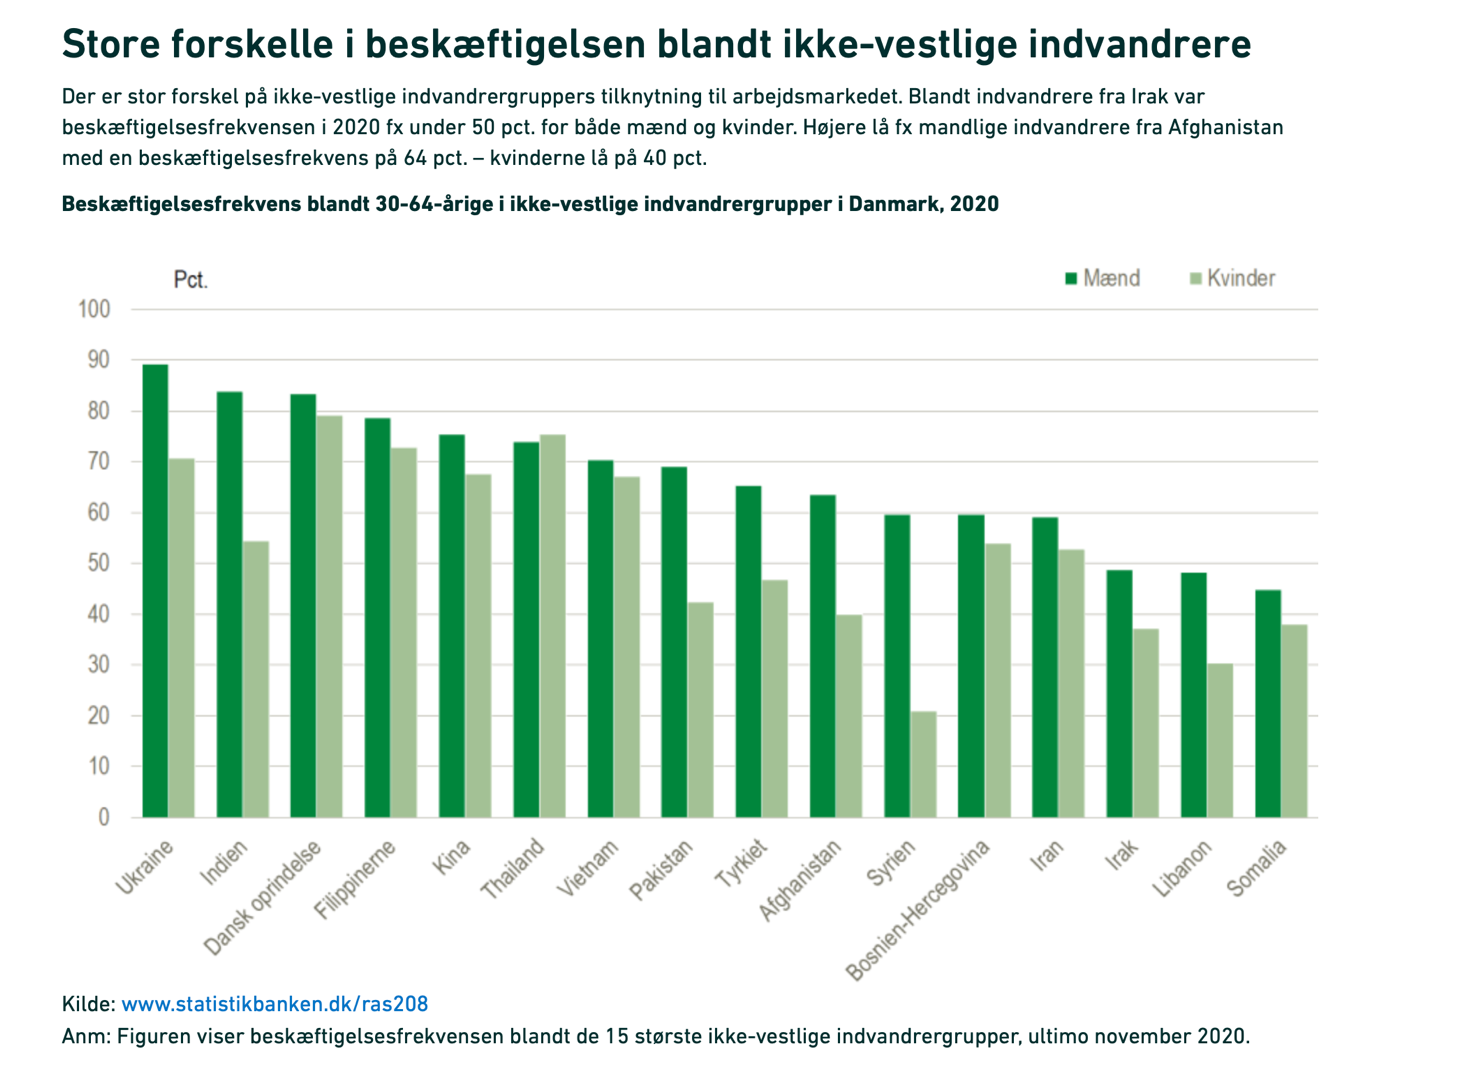 Store forskelle i beskæftigelsen blandt ikke-vestlige indvandrere
Der er stor forskel på ikke-vestlige indvandrergruppers tilknytning til arbejdsmarkedet. Blandt indvandrere fra Irak var
beskæftigelsesfrekvensen i 2020 fx under 50 pct. for både mænd og kvinder. Højere lå fx mandlige indvandrere fra Afghanistan
med en beskæftigelsesfrekvens på 64 pct. – kvinderne lå på 40 pct.
Beskæftigelsesfrekvens blandt 30-64-årige i ikke-vestlige indvandrergrupper i Danmark, 2020
Pct.
Mænd
Kvinder
100
90
80
70
60
50
40
30
20
10
0
Ukraine
Indien
Dansk oprindelse
Filippinerne
Kina
Thailand
Vietnam
Pakistan
Tyrkiet
Afghanistan
Syrien
Bosnien-Hercegovina
Iran
Irak
Libanon
Somalia
Kilde: www.statistikbanken.dk/ras208
Anm: Figuren viser beskæftigelsesfrekvensen blandt de 15 største ikke-vestlige indvandrergrupper, ultimo november 2020.